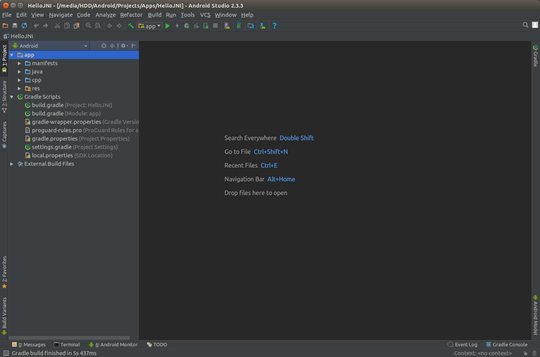 HelloJNI - [/media/HDD/Android/Projects/Apps/HelloJNI] - Android Studio 2.3.3
File Edit View Navigate Code Analyze Refactor Build Run Tools VCS Window Help
app
HelloJNI
Android
app
manifests
java
cpp
res
Gradle Scripts
build.gradle (Project: HelloJNI)
build.gradle (Module: app)
gradle-wrapper.properties (Gradle Version
proguard-rules.pro (ProGuard Rules for a
gradle.properties (Project Properties)
settings.gradle (Project Settings)
local.properties (SDK Location)
External Build Files
1: Project
Z: Structure
Captures
2: Favorites
Build Variants
Search Everywhere Double Shift
Go to File Ctrl+Shift+N
Recent Files Ctrl+E
Navigation Bar Alt+Home
Drop files here to open
Gradle
Android Model
0: Messages Terminal 6: Android Monitor TODO Event Log Gradle Console
Gradle build finished in 5s 437ms Context: <no context>